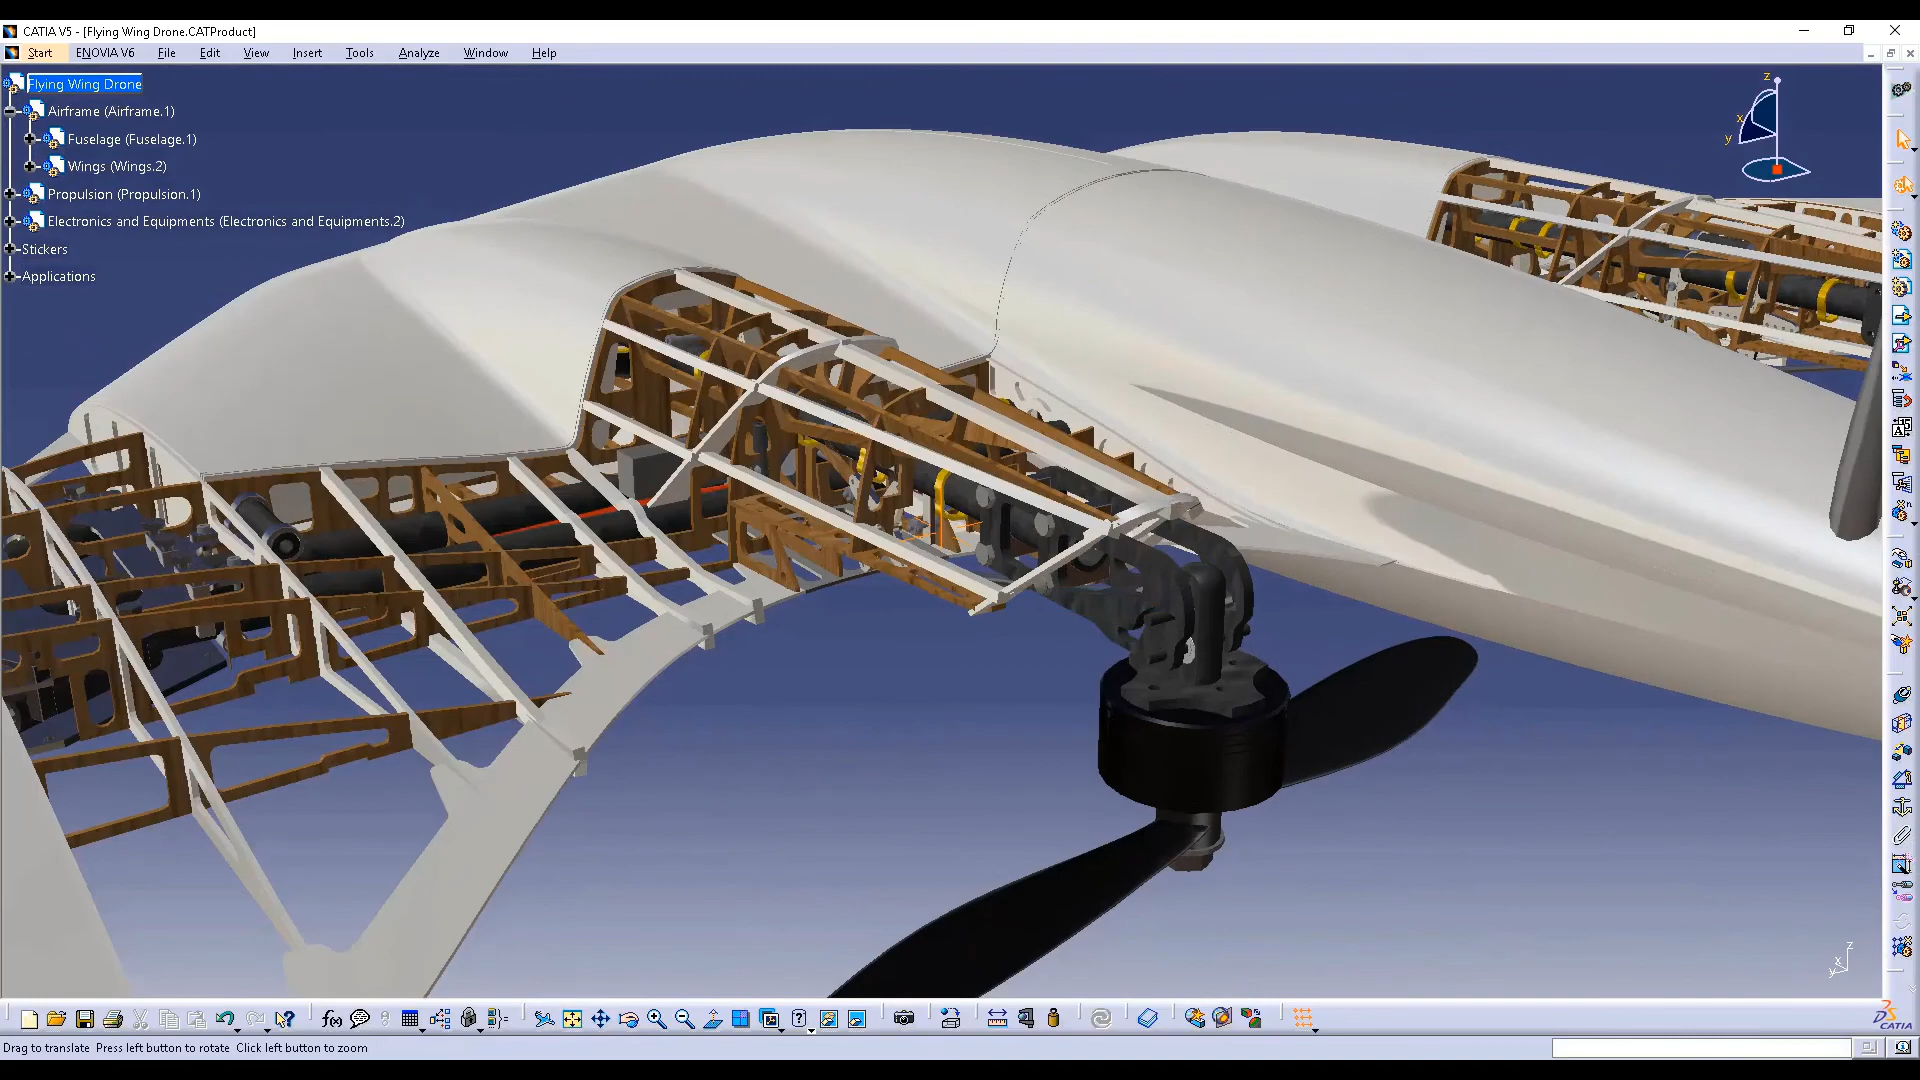 CATIA V5 - [Flying Wing Drone.CATProduct]
Start ENOVIA V6 File Edit View Insert Tools Analyze Window Help
Flying Wing Drone
Airframe (Airframe.1)
Fuselage (Fuselage.1)
Wings (Wings.2)
Propulsion (Propulsion.1)
Electronics and Equipments (Electronics and Equipments.2)
Stickers
Applications
z
x
y
z
x
y
f(x)
CATIA
Drag to translate Press left button to rotate Click left button to zoom